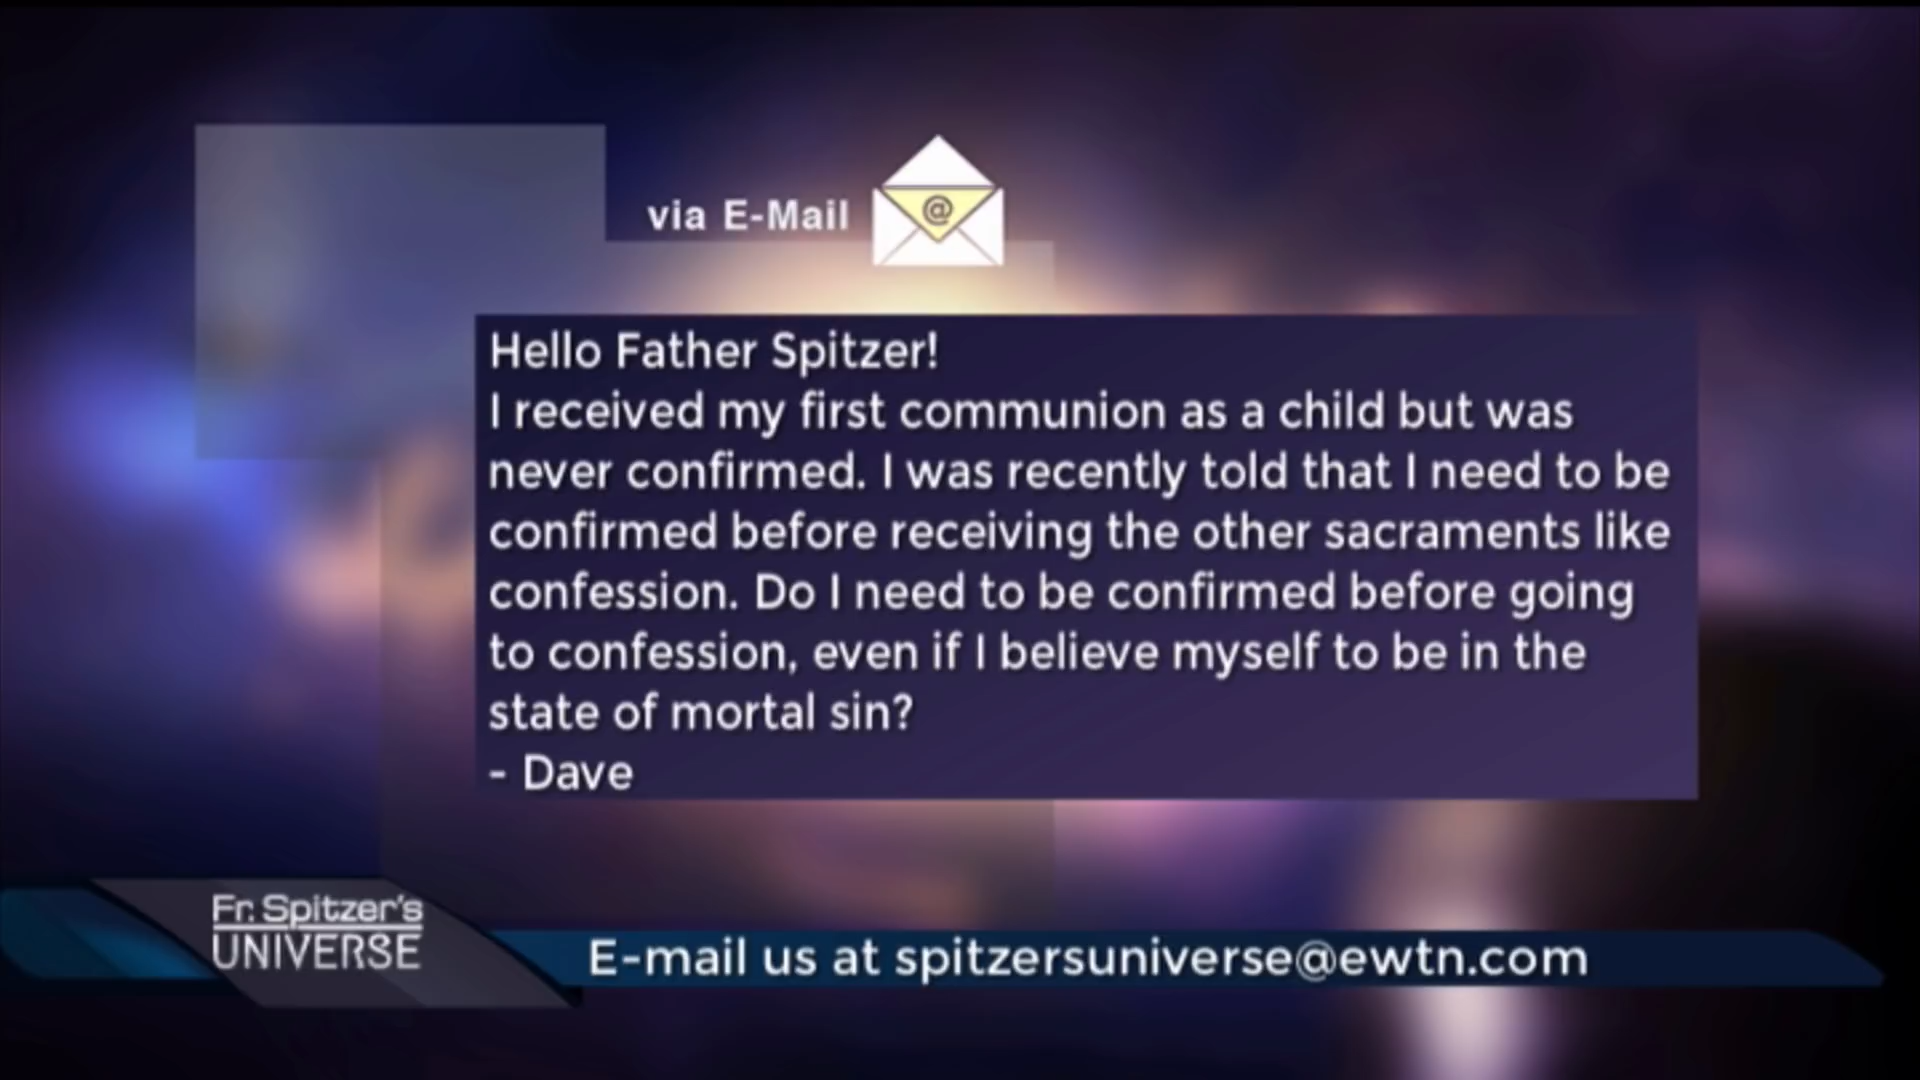 via E-Mail
@
Hello Father Spitzer!
I received my first communion as a child but was
never confirmed. I was recently told that I need to be
confirmed before receiving the other sacraments like
confession. Do I need to be confirmed before going
to confession, even if I believe myself to be in the
state of mortal sin?
- Dave
Fr. Spitzer's
UNIVERSE
E-mail us at spitzersuniverse@ewtn.com